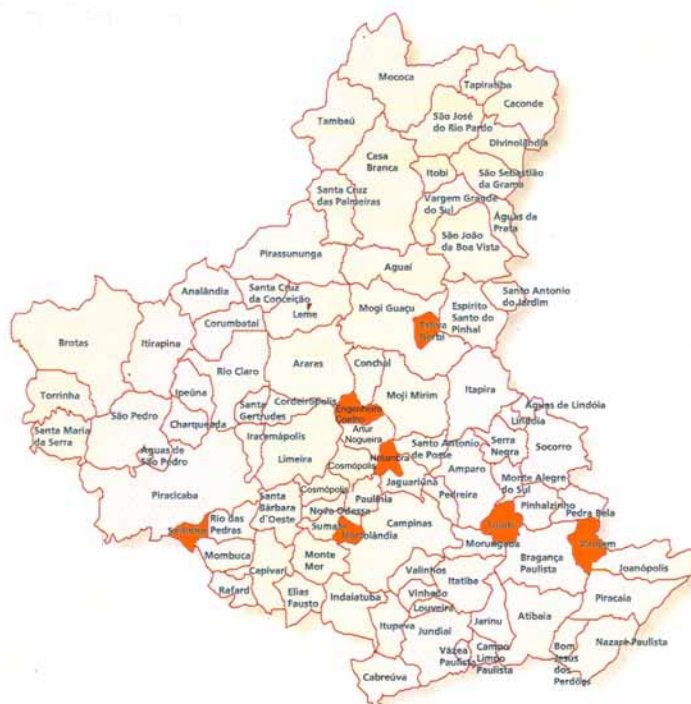 Mococa
Tapiratiba
Caconde
São José
do Rio Pardo
Tambaú
Divinolândia
Casa
Branca
Itobi
São Sebastião
da Grama
Santa Cruz
das Palmeiras
Vargem Grande
do Sul
Águas da
Prata
São João
da Boa Vista
Pirassununga
Aguaí
Analândia
Santa Cruz
da Conceição
Leme
Mogi Guaçu
Espírito
Santo do
Pinhal
Santo Antonio
do Jardim
Corumbataí
Brotas
Itirapina
Rio Claro
Arares
Conchal
Moji Mirim
Itapira
Torrinha
Ipeúna
Santa
Gertrudes
Cordeirópolis
Engenheiro
Coelho
Águas de Lindóia
Lindóia
Santa Maria
da Serra
São Pedro
Charqueada
Iracemápolis
Artur
Nogueira
Santo Antonio
de Posse
Serra
Negra
Socorro
Águas de
São Pedro
Limeira
Cosmópolis
Holambra
Amparo
Jaguariúna
Monte Alegre
do Sul
Piracicaba
Santa
Bárbara
d´Oeste
Cosmópolis
Paulínia
Pedreira
Pinhalzinho
Pedra Bela
Nova Odessa
Rio das
Pedras
Campinas
Hortolândia
Vargem
Mombuca
Monte
Mor
Morungaba
Bragança
Paulista
Joanópolis
Capivari
Valinhos
Itatiba
Rafard
Elias
Fausto
Indaiatuba
Vinhedo
Louveira
Piracaia
Itupeva
Jundiaí
Jarinu
Atibaia
Nazaré Paulista
Campo
Limpo
Paulista
Bom
Jesus
dos
Perdões
Cabreúva